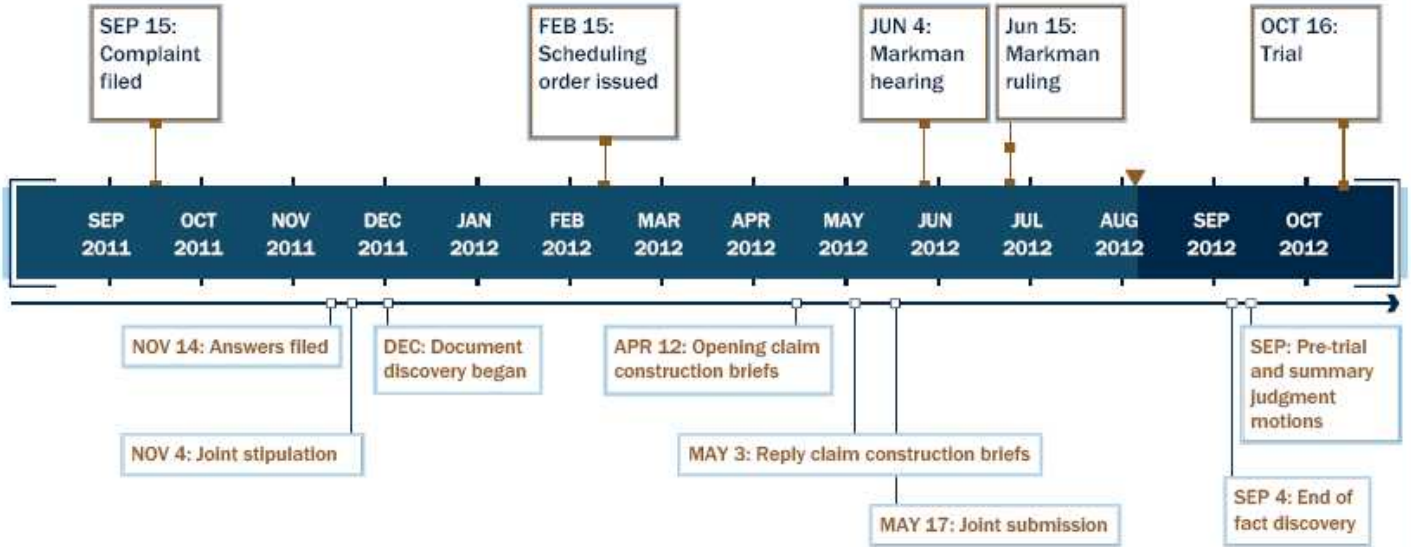 SEP 15:
Complaint
filed
FEB 15:
Scheduling
order issued
JUN 4:
Markman
hearing
Jun 15:
Markman
ruling
OCT 16:
Trial
SEP
2011
OCT
2011
NOV
2011
DEC
2011
JAN
2012
FEB
2012
MAR
2012
APR
2012
MAY
2012
JUN
2012
JUL
2012
AUG
2012
SEP
2012
OCT
2012
NOV 14: Answers filed
DEC: Document
discovery began
APR 12: Opening claim
construction briefs
SEP: Pre-trial
and summary
judgment
motions
NOV 4: Joint stipulation
MAY 3: Reply claim construction briefs
SEP 4: End of
fact discovery
MAY 17: Joint submission